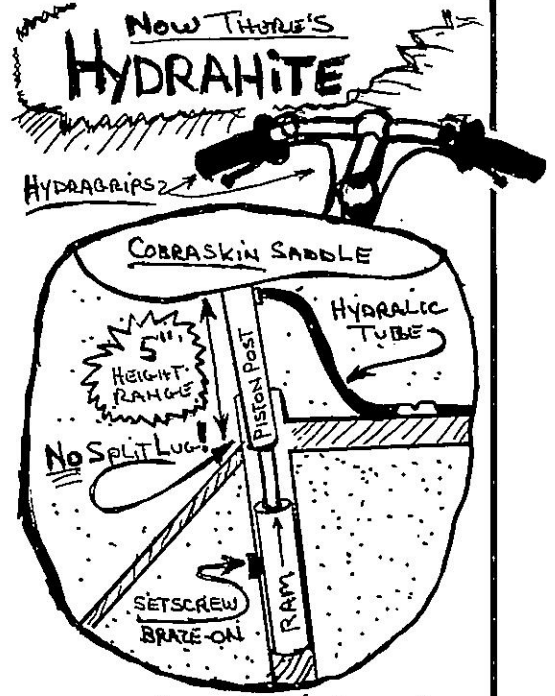 NOW THERE'S
HYDRAHITE
HYDRAGRIPS
COBRASKIN SADDLE
HYDRALIC
TUBE
5"
HEIGHT
RANGE
PISTON POST
NO SPLIT LUG!
SETSCREW
BRAZE-ON
RAM